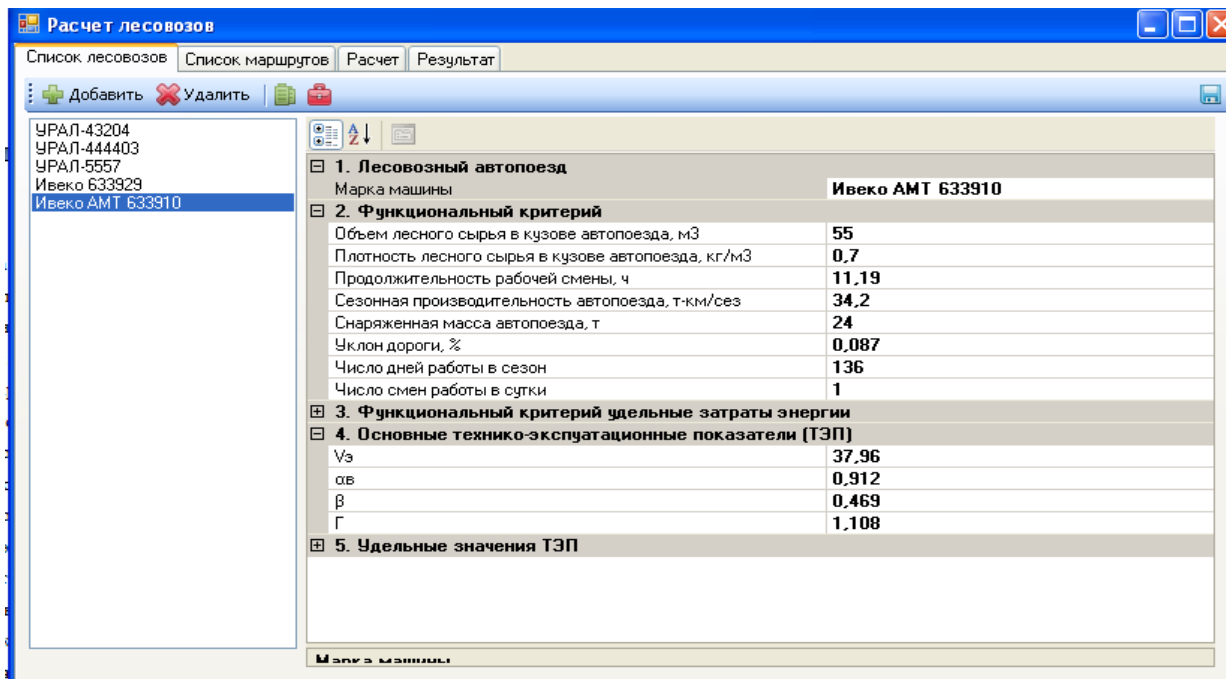 Расчет лесовозов
Список лесовозов Список маршрутов Расчет Результат
Добавить Удалить
УРАЛ-43204
УРАЛ-444403
УРАЛ-5557
Ивеко 633929
Ивеко АМТ 633910
1. Лесовозный автопоезд
Марка машины Ивеко АМТ 633910
2. Функциональный критерий
Объем лесного сырья в кузове автопоезда, м3 55
Плотность лесного сырья в кузове автопоезда, кг/м3 0,7
Продолжительность рабочей смены, ч 11,19
Сезонная производительность автопоезда, т-км/сез 34,2
Снаряженная масса автопоезда, т 24
Уклон дороги, % 0,087
Число дней работы в сезон 136
Число смен работы в сутки 1
3. Функциональный критерий удельные затраты энергии
4. Основные технико-экспуатационные показатели (ТЭП)
Vэ 37,96
αв 0,912
β 0,469
Г 1,108
5. Удельные значения ТЭП
Марка машины